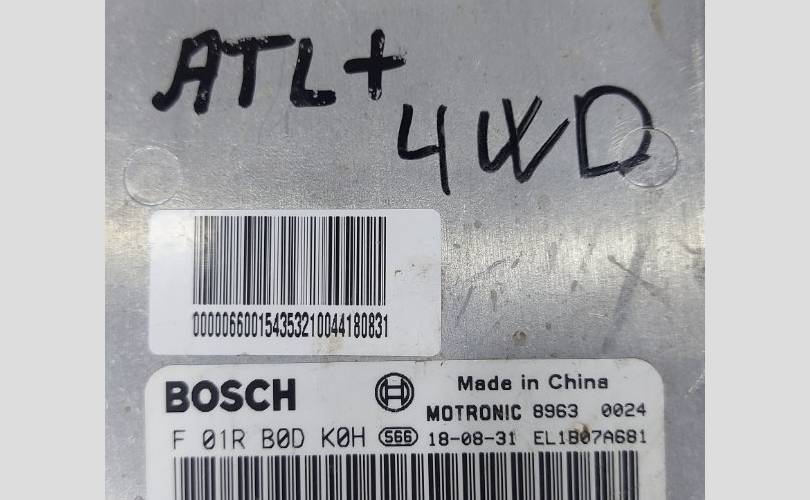 ATL+
4WD
000006600154353210044180831
BOSCH
Made in China
MOTRONIC 8963 0024
F 01R B0D K0H S66 18-08-31 EL1B07A681